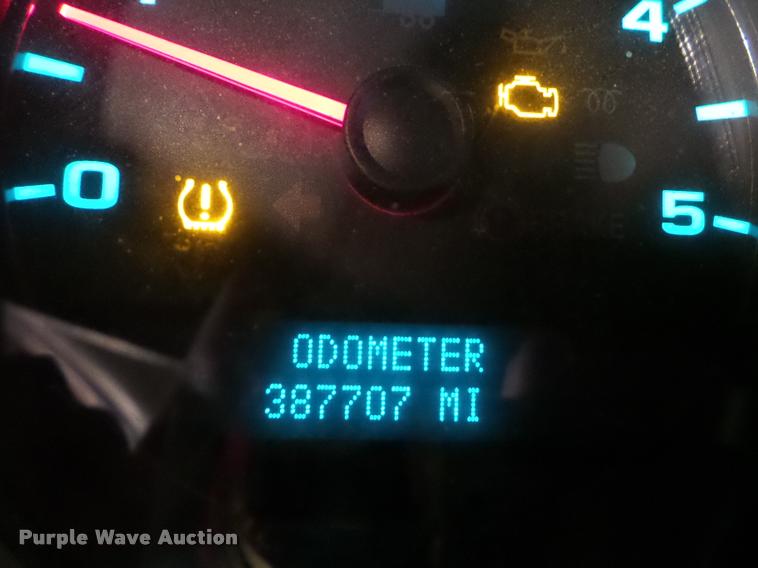 4
0
5
ODOMETER
387707 MI
Purple Wave Auction